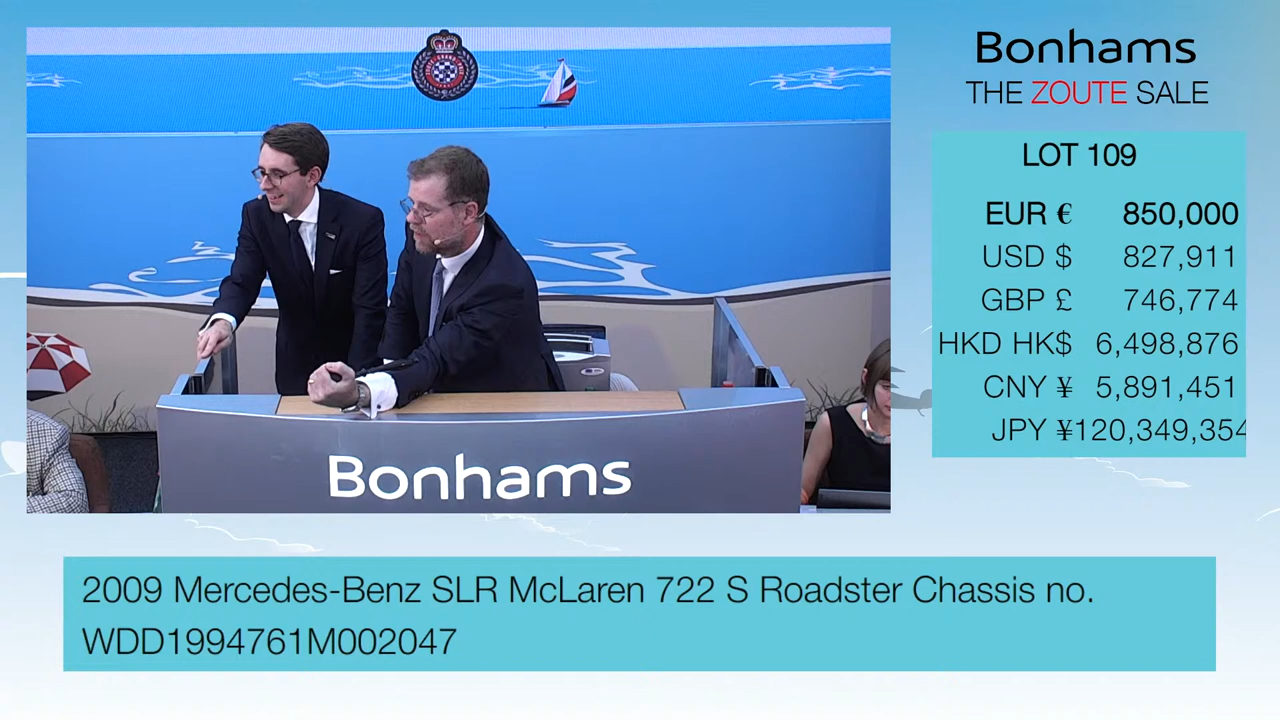 Bonhams
THE ZOUTE SALE
LOT 109
EUR € 850,000
USD $ 827,911
GBP £ 746,774
HKD HK$ 6,498,876
CNY ¥ 5,891,451
JPY ¥120,349,354
Bonhams
2009 Mercedes-Benz SLR McLaren 722 S Roadster Chassis no.
WDD1994761M002047